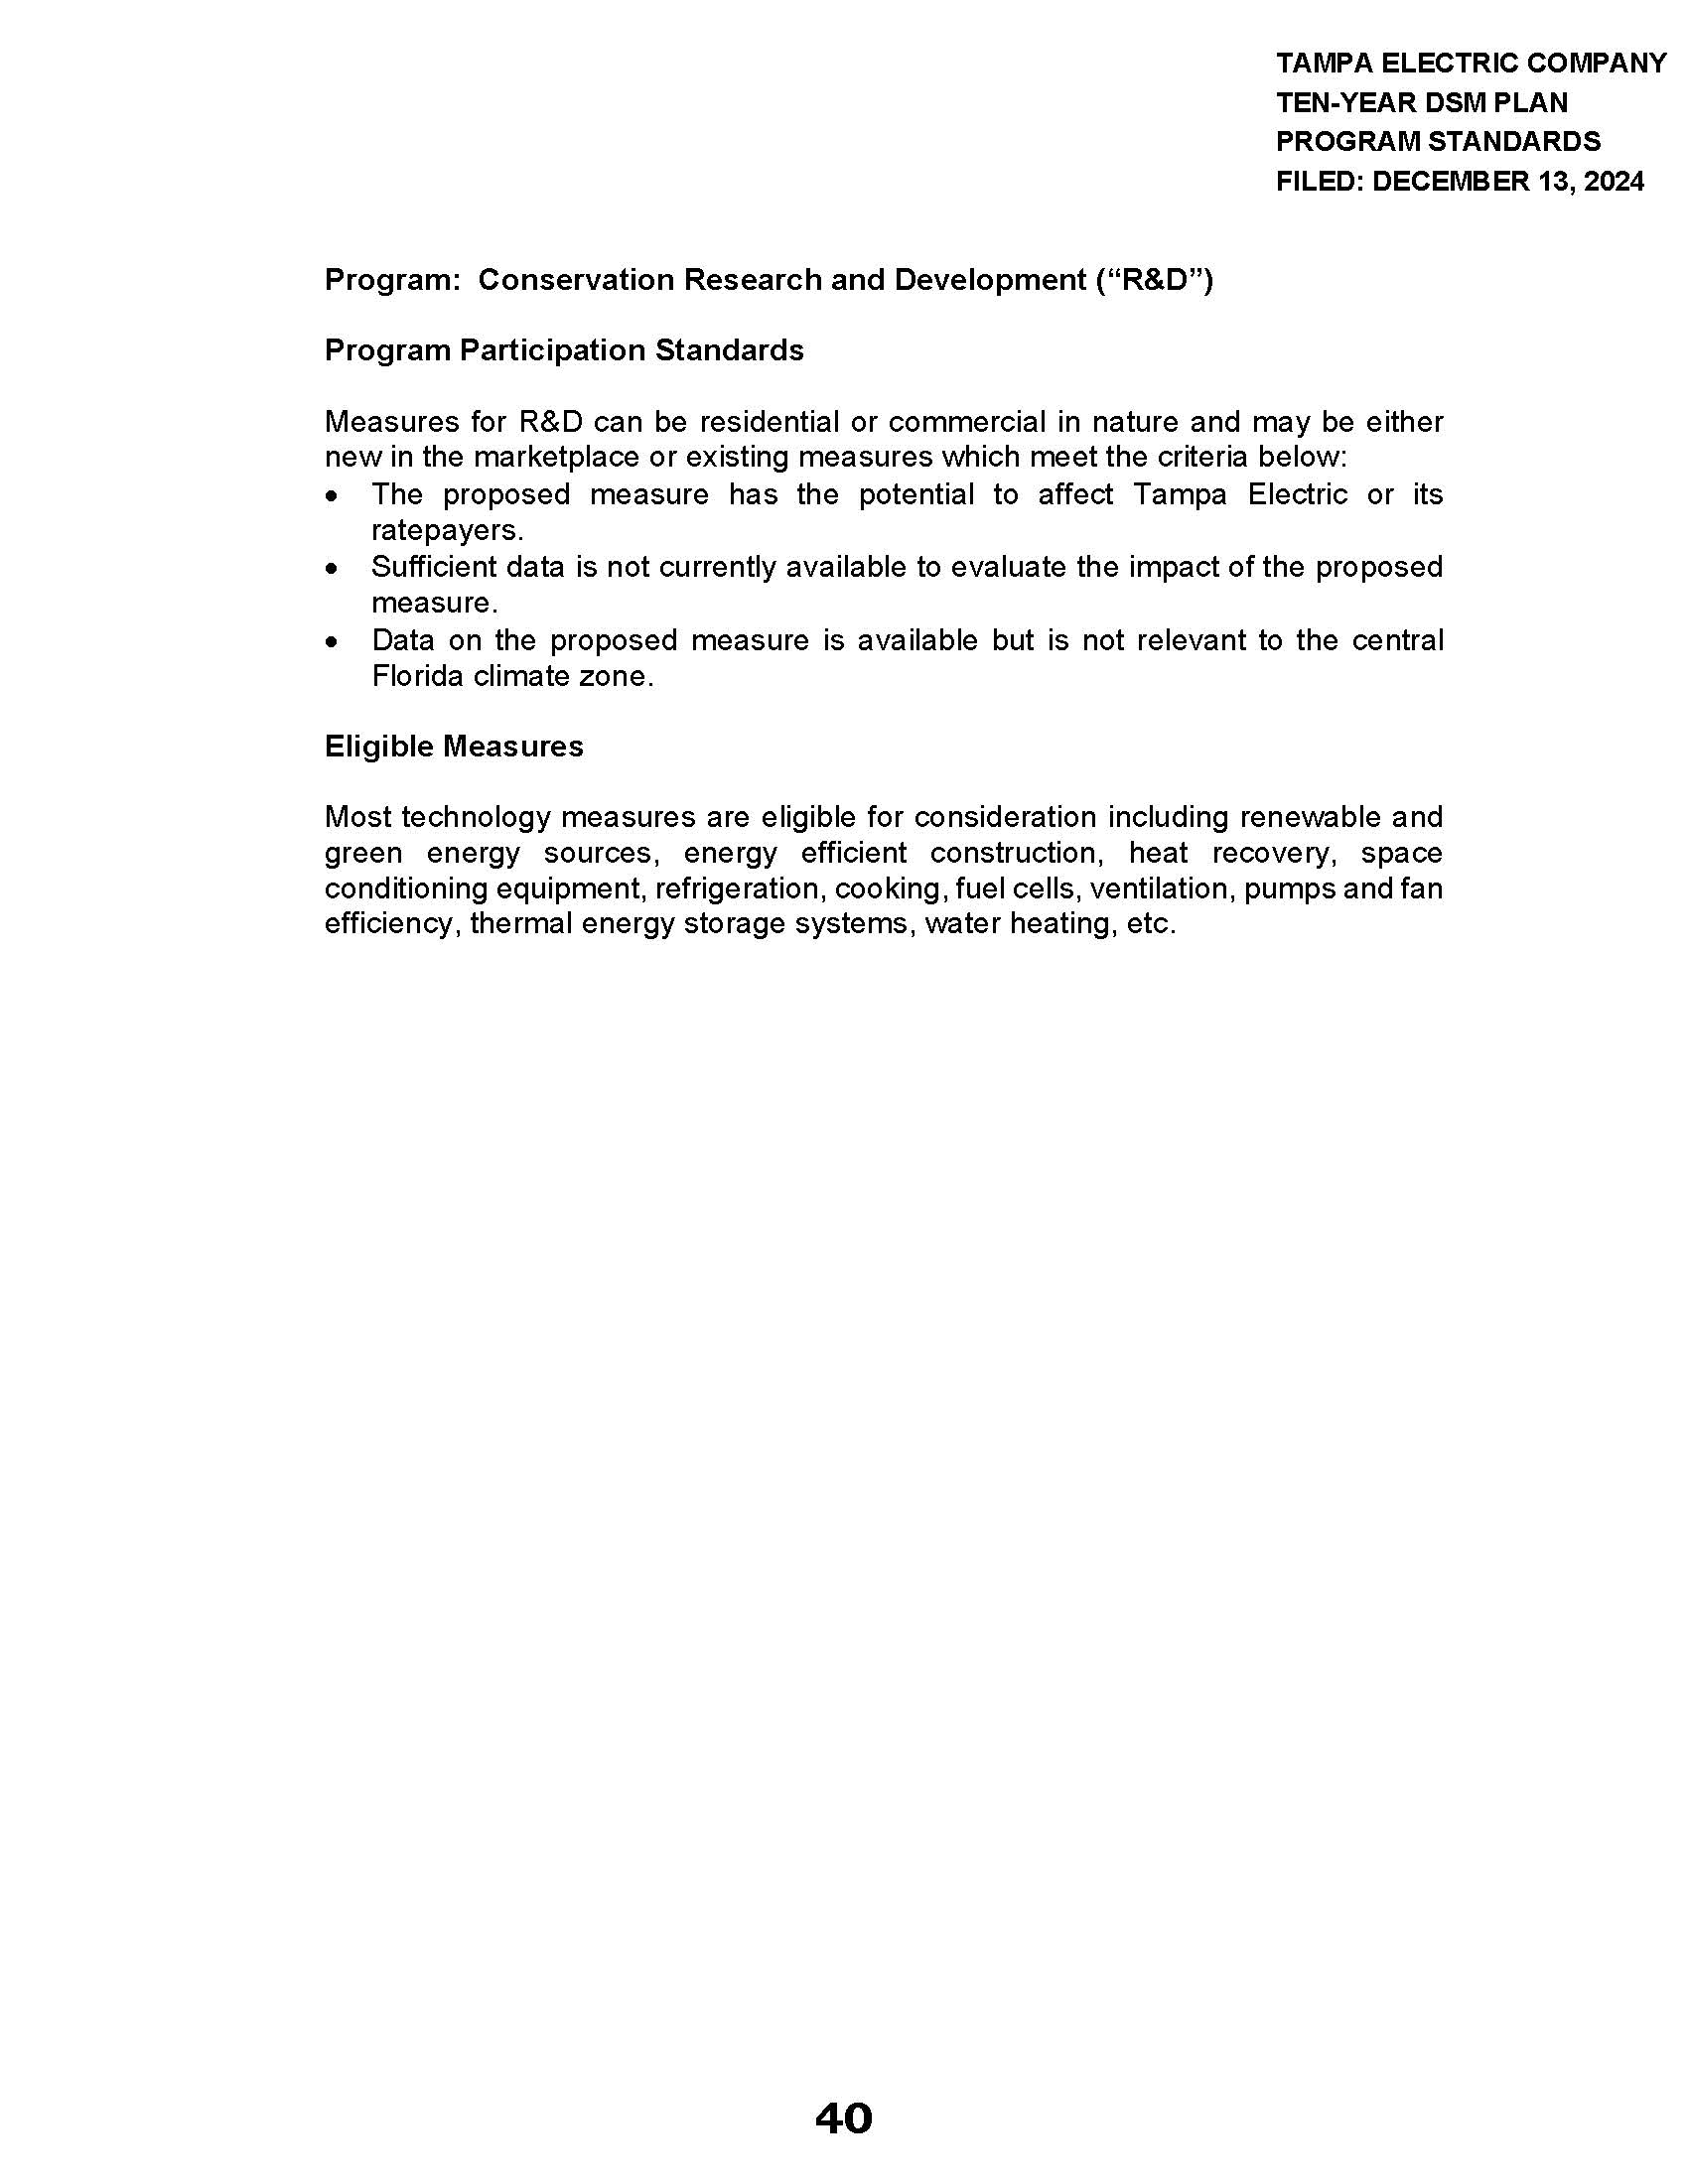 TAMPA ELECTRIC COMPANY
TEN-YEAR DSM PLAN
PROGRAM STANDARDS
FILED: DECEMBER 13, 2024
Program:  Conservation Research and Development (“R&D”)
Program Participation Standards
Measures for R&D can be residential or commercial in nature and may be either
new in the marketplace or existing measures which meet the criteria below:
• The proposed measure has the potential to affect Tampa Electric or its
ratepayers.
• Sufficient data is not currently available to evaluate the impact of the proposed
measure.
• Data on the proposed measure is available but is not relevant to the central
Florida climate zone.
Eligible Measures
Most technology measures are eligible for consideration including renewable and
green energy sources, energy efficient construction, heat recovery, space
conditioning equipment, refrigeration, cooking, fuel cells, ventilation, pumps and fan
efficiency, thermal energy storage systems, water heating, etc.
40